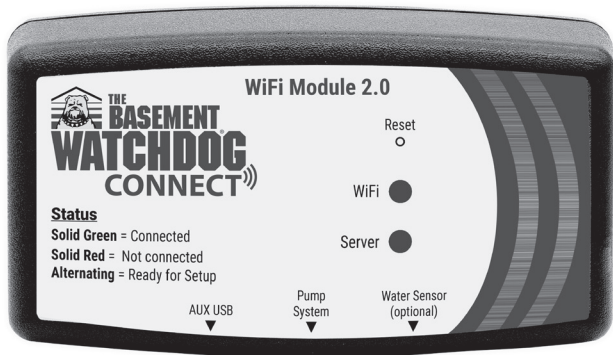 WiFi Module 2.0
THE
BASEMENT
WATCHDOG
CONNECT
Reset
WiFi
Server
Status
Solid Green = Connected
Solid Red = Not connected
Alternating = Ready for Setup
AUX USB
Pump
System
Water Sensor
(optional)